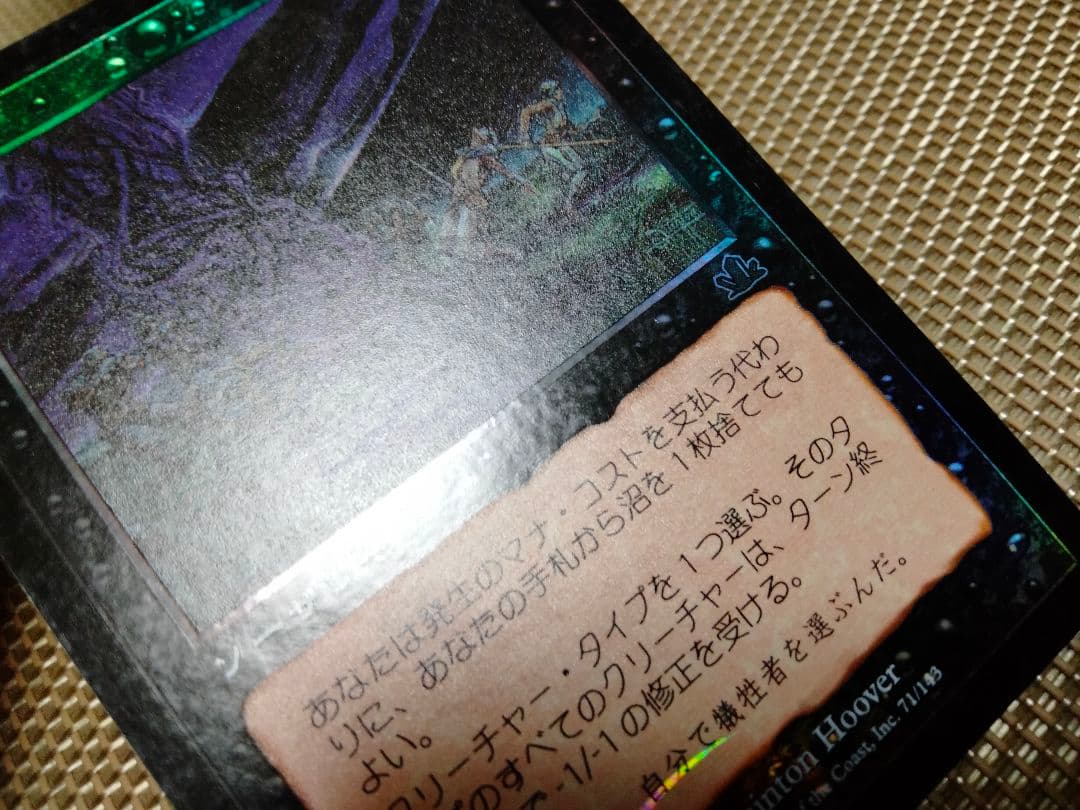 あなたは発生のマナ・コストを支払う代わ
りに、あなたの手札から沼を1枚捨てても
よい。
クリーチャー・タイプを1つ選ぶ。そのタ
プのすべてのクリーチャーは、ターン終
で-1/-1の修正を受ける。
自分で犠牲者を選ぶんだ。
inton Hoover
the Coast, Inc. 71/143